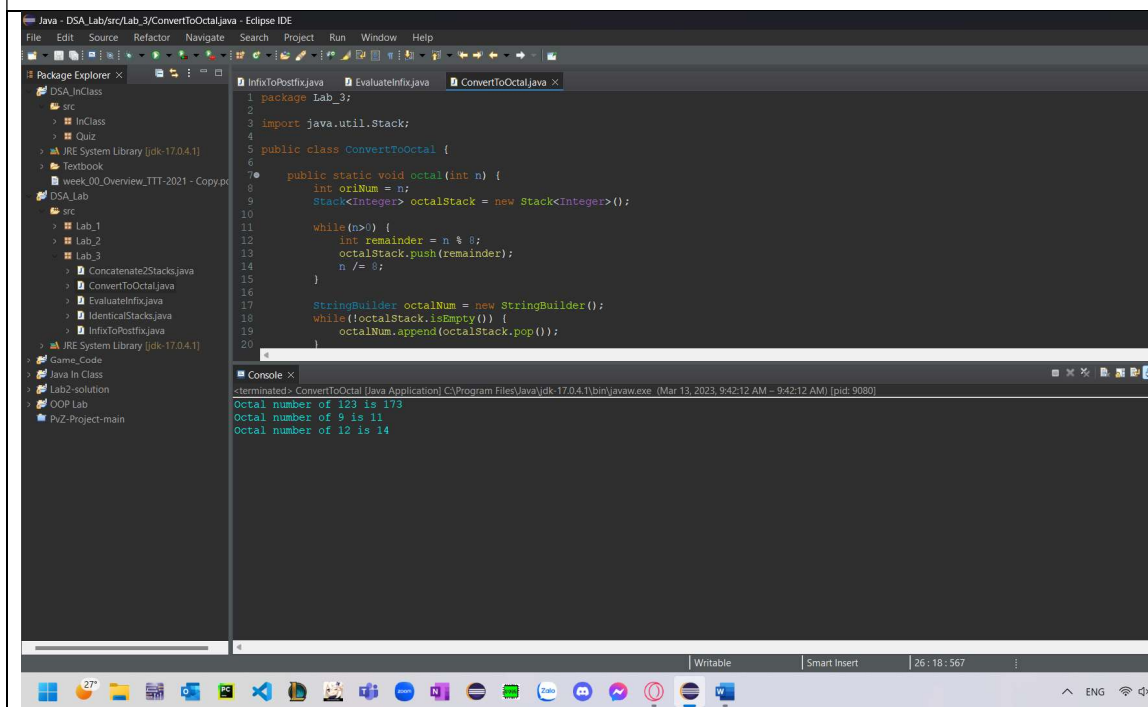 Java - DSA_Lab/src/Lab_3/ConvertToOctal.java - Eclipse IDE
File Edit Source Refactor Navigate Search Project Run Window Help
Package Explorer ×
DSA_InClass
src
InClass
Quiz
JRE System Library [jdk-17.0.4.1]
Textbook
week_00_Overview_TTT-2021 - Copy.pc
DSA_Lab
src
Lab_1
Lab_2
Lab_3
Concatenate2Stacks.java
ConvertToOctal.java
EvaluateInfix.java
IdenticalStacks.java
InfixToPostfix.java
JRE System Library [jdk-17.0.4.1]
Game_Code
Java In Class
Lab2-solution
OOP Lab
PvZ-Project-main
InfixToPostfix.java EvaluateInfix.java ConvertToOctal.java ×
1 package Lab_3;
2
3 import java.util.Stack;
4
5 public class ConvertToOctal {
6
7 public static void octal(int n) {
8 int oriNum = n;
9 Stack<Integer> octalStack = new Stack<Integer>();
10
11 while(n>0) {
12 int remainder = n % 8;
13 octalStack.push(remainder);
14 n /= 8;
15 }
16
17 StringBuilder octalNum = new StringBuilder();
18 while(!octalStack.isEmpty()) {
19 octalNum.append(octalStack.pop());
20 }
Console ×
<terminated> ConvertToOctal [Java Application] C:\Program Files\Java\jdk-17.0.4.1\bin\javaw.exe (Mar 13, 2023, 9:42:12 AM – 9:42:12 AM) [pid: 9080]
Octal number of 123 is 173
Octal number of 9 is 11
Octal number of 12 is 14
Writable Smart Insert 26 : 18 : 567
27° PC zoom N Zalo W ENG